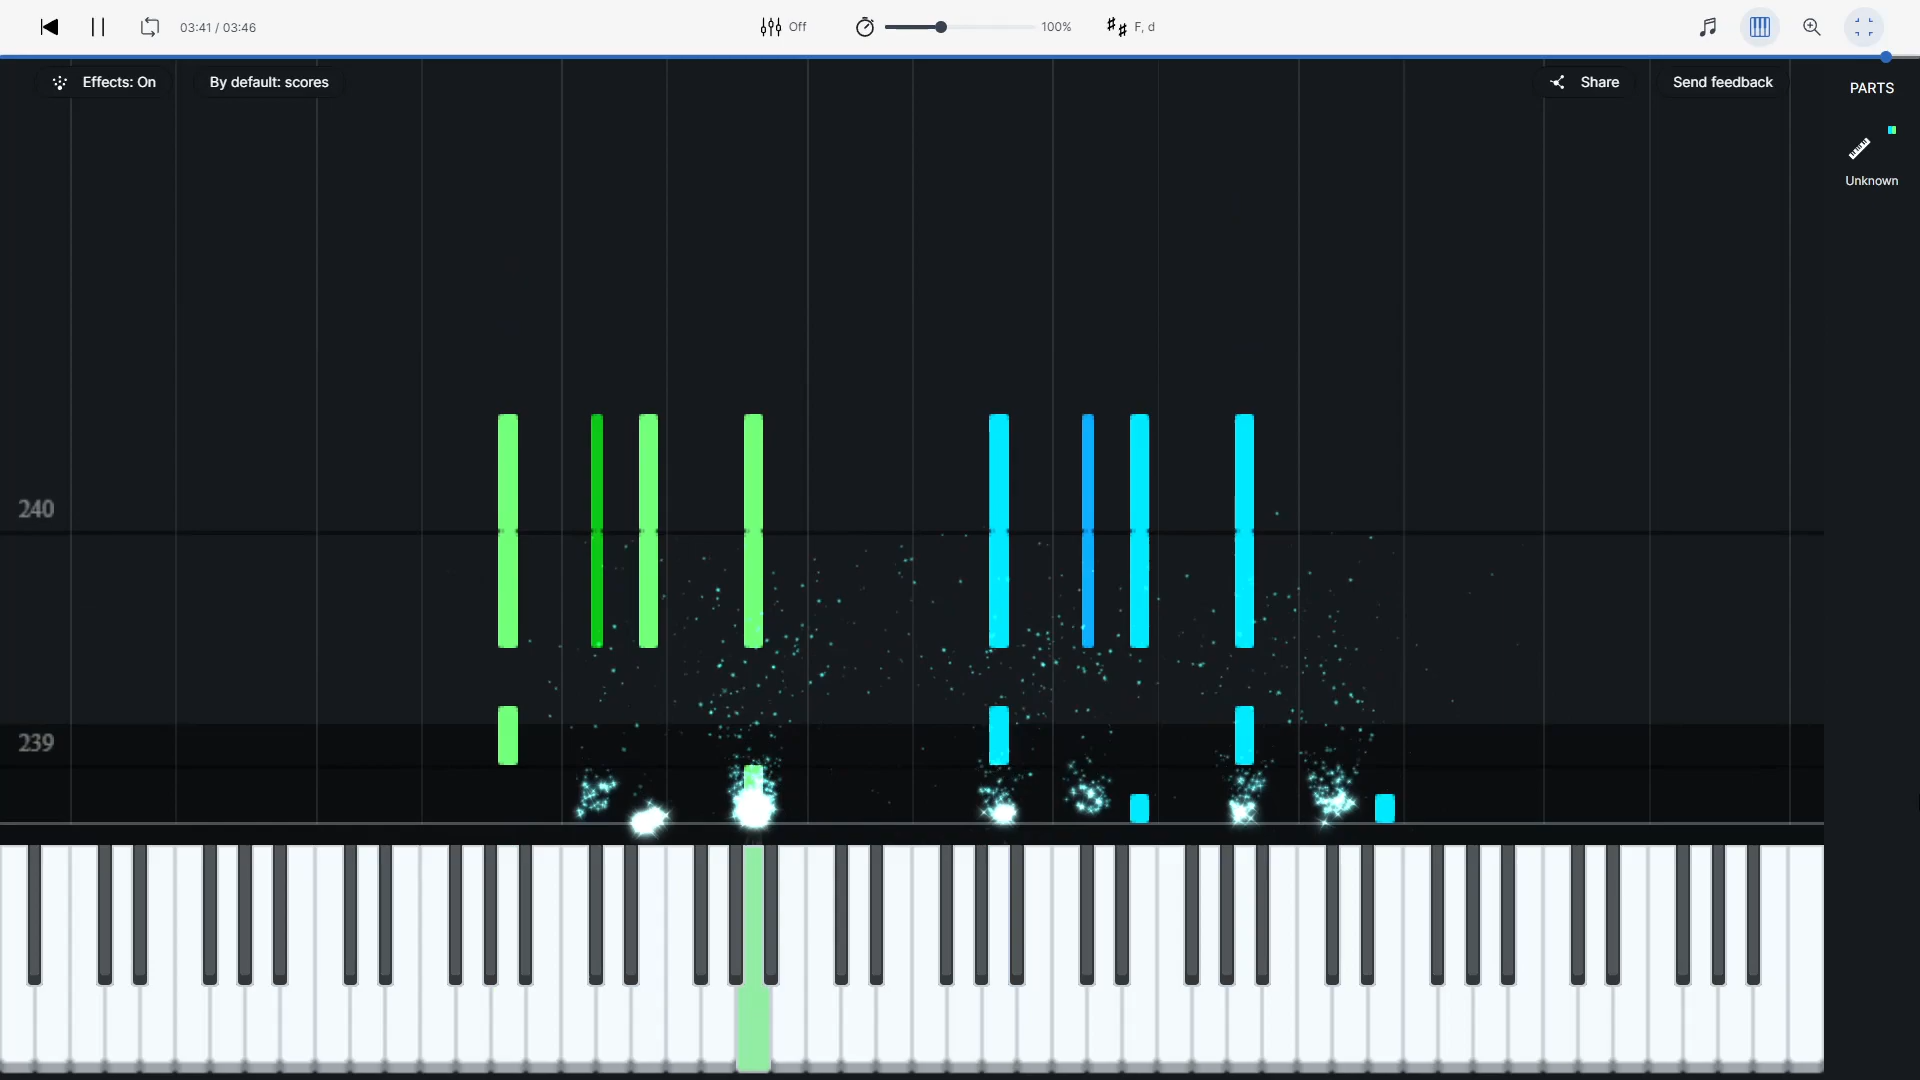 03:41 / 03:46
Off
100%
F, d
Effects: On
By default: scores
Share
Send feedback
PARTS
Unknown
240
239